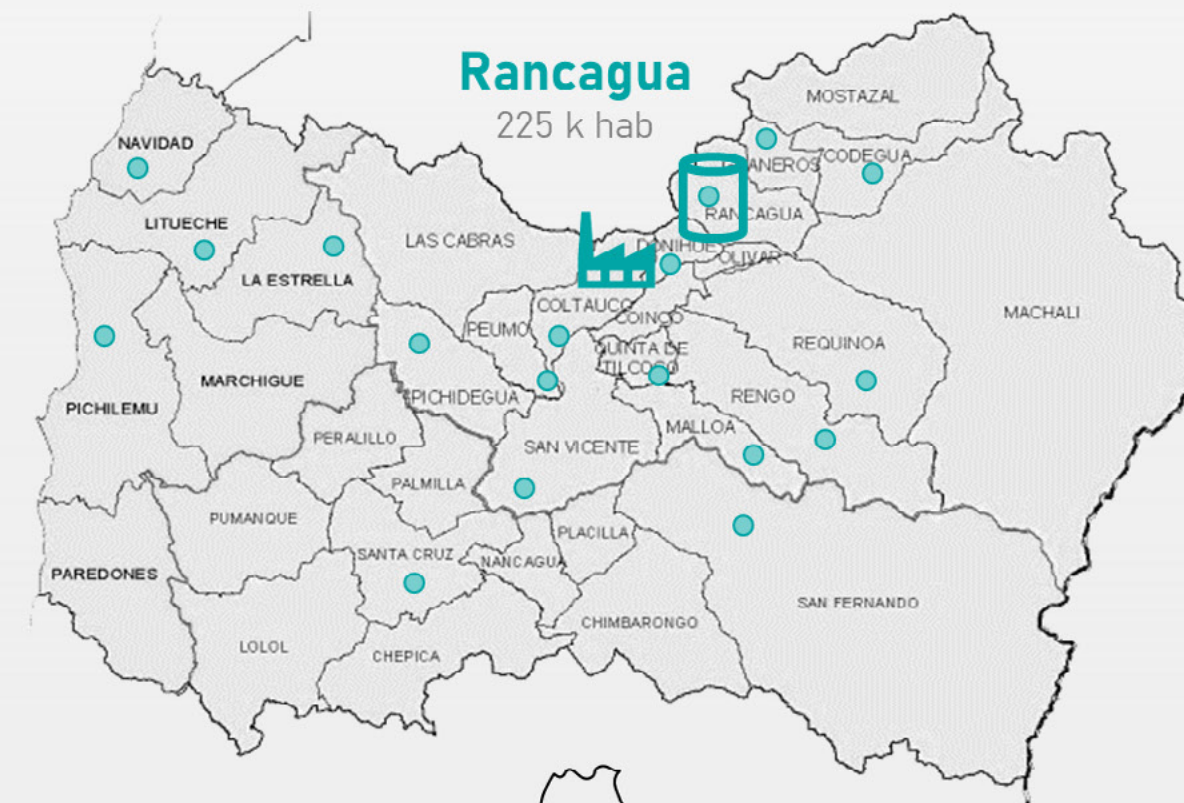 Rancagua
225 k hab
MOSTAZAL
NAVIDAD
CODEGUA
RANCAGUA
LITUECHE
LAS CABRAS
DONIHUE
OLIVAR
LA ESTRELLA
COLTAUCO
COINCO
MACHALI
PEUMO
QUINTA DE
TILCOCO
REQUINOA
MARCHIGUE
PICHIDEGUA
RENGO
PICHILEMU
MALLOA
PERALILLO
SAN VICENTE
PALMILLA
PUMANQUE
PLACILLA
SANTA CRUZ
NANCAGUA
PAREDONES
SAN FERNANDO
CHIMBARONGO
LOLOL
CHEPICA